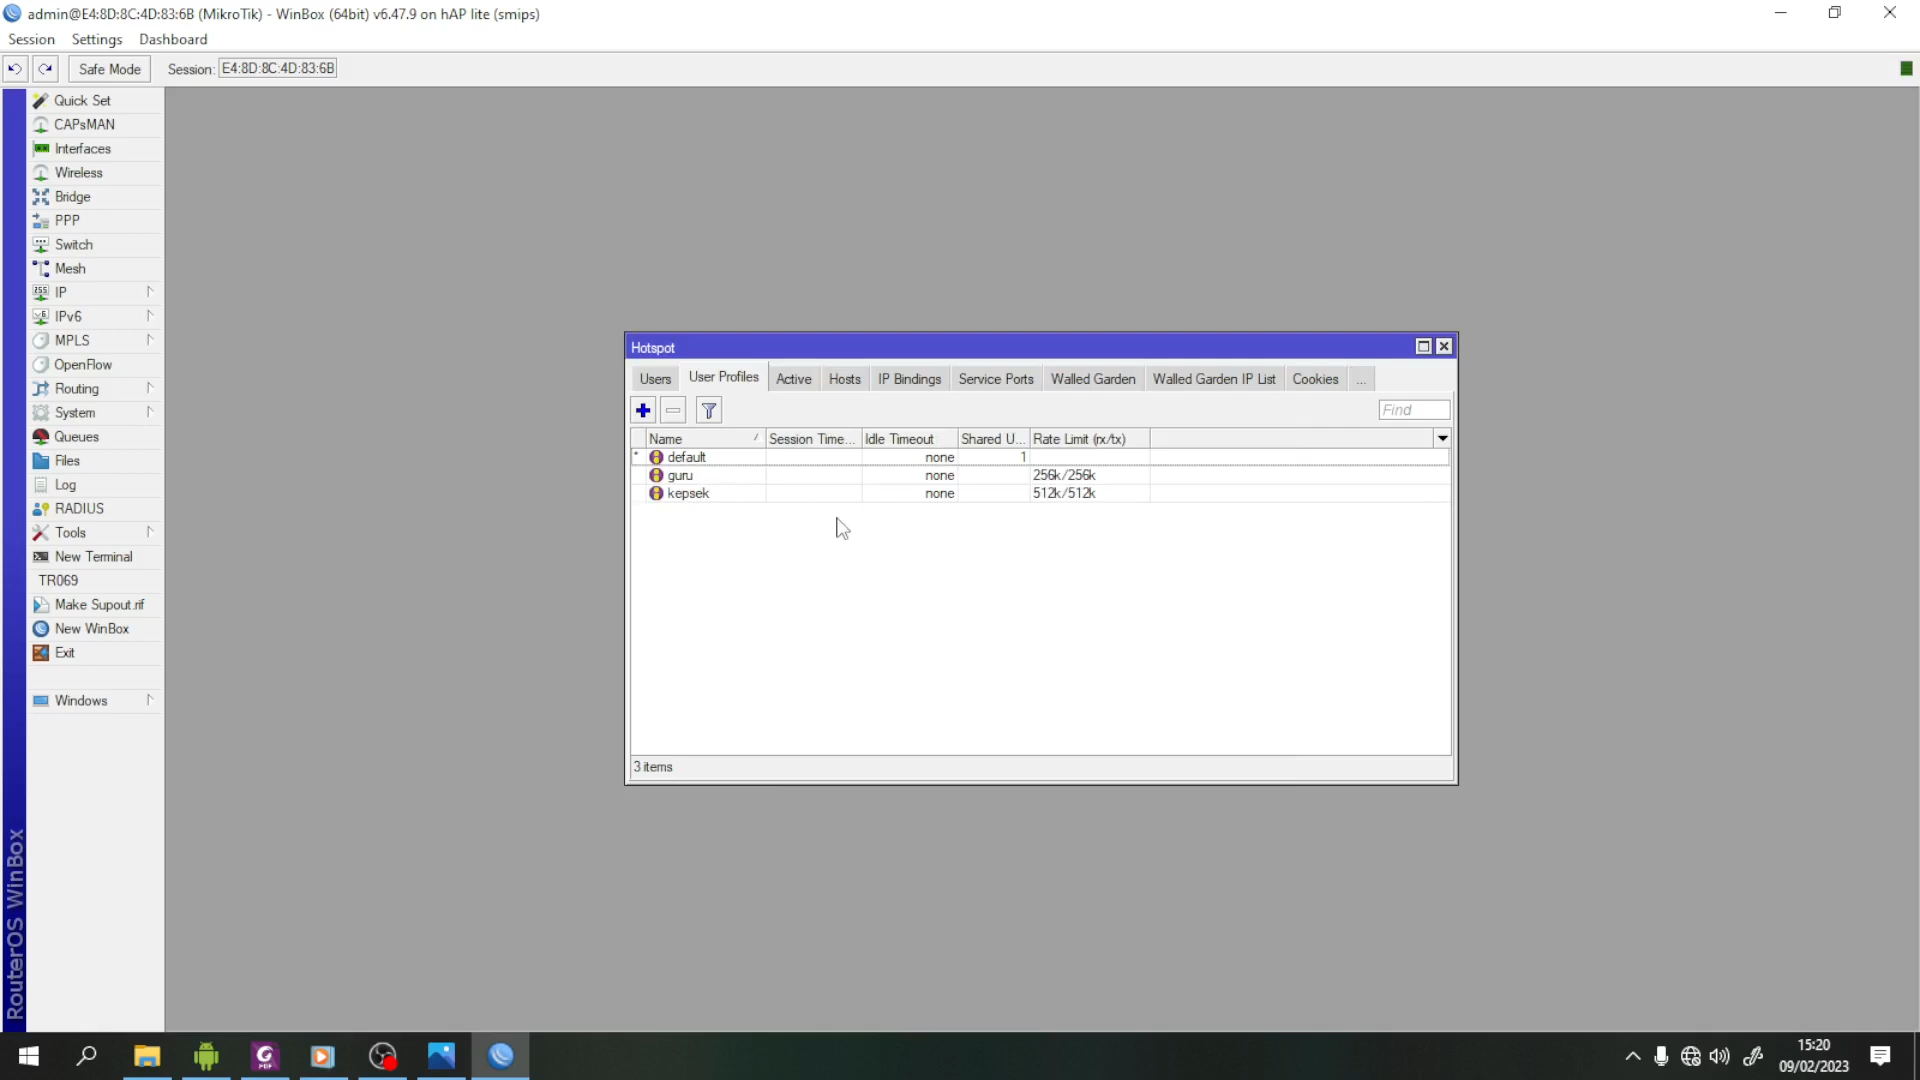 admin@E4:8D:8C:4D:83:6B (MikroTik) - WinBox (64bit) v6.47.9 on hAP lite (smips)
Session Settings Dashboard
Safe Mode Session: E4:8D:8C:4D:83:6B
Quick Set
CAPsMAN
Interfaces
Wireless
Bridge
PPP
Switch
Mesh
IP
IPv6
MPLS
OpenFlow
Routing
System
Queues
Files
Log
RADIUS
Tools
New Terminal
TR069
Make Supout.rif
New WinBox
Exit
Windows
RouterOS WinBox
Hotspot
Users User Profiles Active Hosts IP Bindings Service Ports Walled Garden Walled Garden IP List Cookies ...
Find
Name Session Time... Idle Timeout Shared U... Rate Limit (rx/tx)
* default none 1
guru none 256k/256k
kepsek none 512k/512k
3 items
15:20
09/02/2023